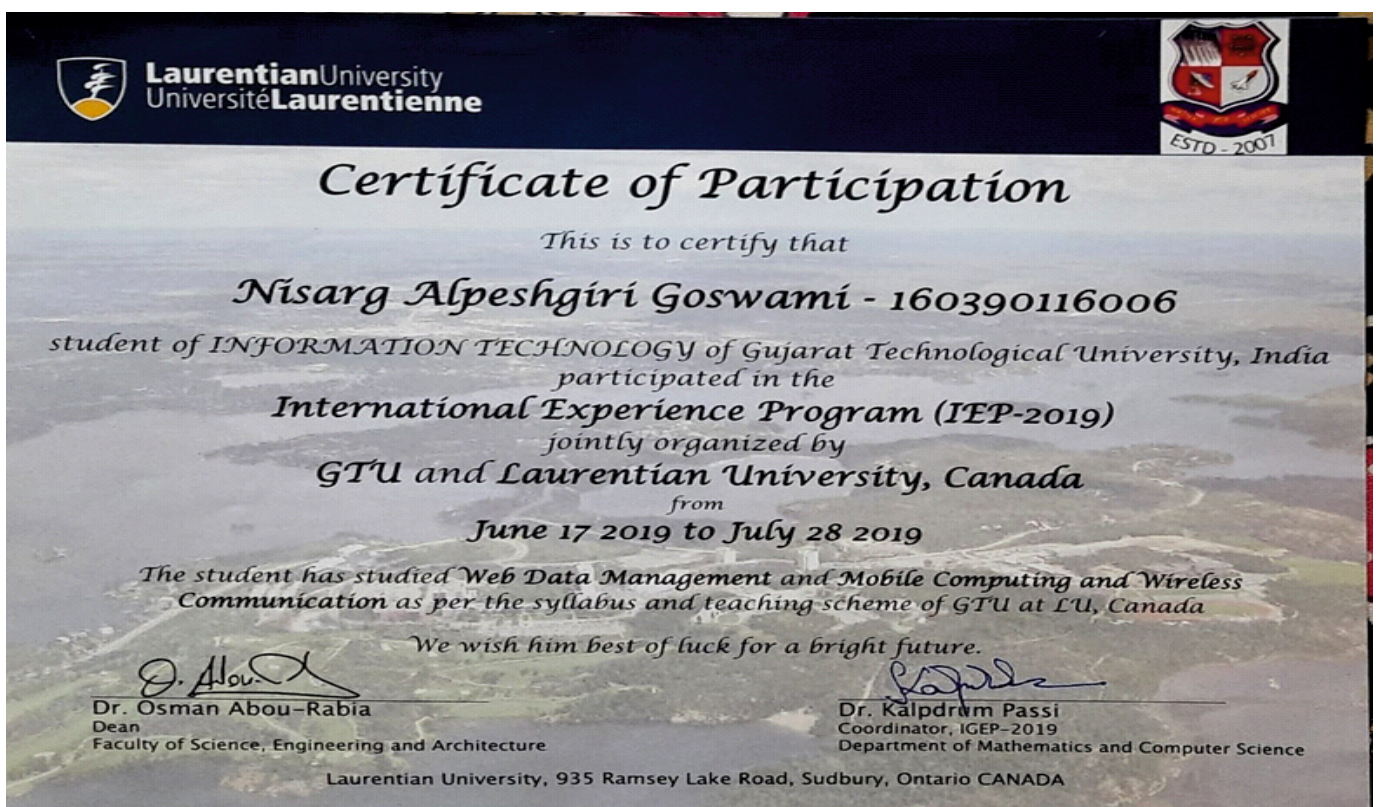 LaurentianUniversity
UniversitéLaurentienne
ESTD - 2007
Certificate of Participation
This is to certify that
Nisarg Alpeshgiri Goswami - 160390116006
student of INFORMATION TECHNOLOGY of Gujarat Technological University, India
participated in the
International Experience Program (IEP-2019)
jointly organized by
GTU and Laurentian University, Canada
from
June 17 2019 to July 28 2019
The student has studied Web Data Management and Mobile Computing and Wireless
Communication as per the syllabus and teaching scheme of GTU at LU, Canada
We wish him best of luck for a bright future.
Dr. Osman Abou-Rabia
Dean
Faculty of Science, Engineering and Architecture
Dr. Kalpdrum Passi
Coordinator, IGEP-2019
Department of Mathematics and Computer Science
Laurentian University, 935 Ramsey Lake Road, Sudbury, Ontario CANADA